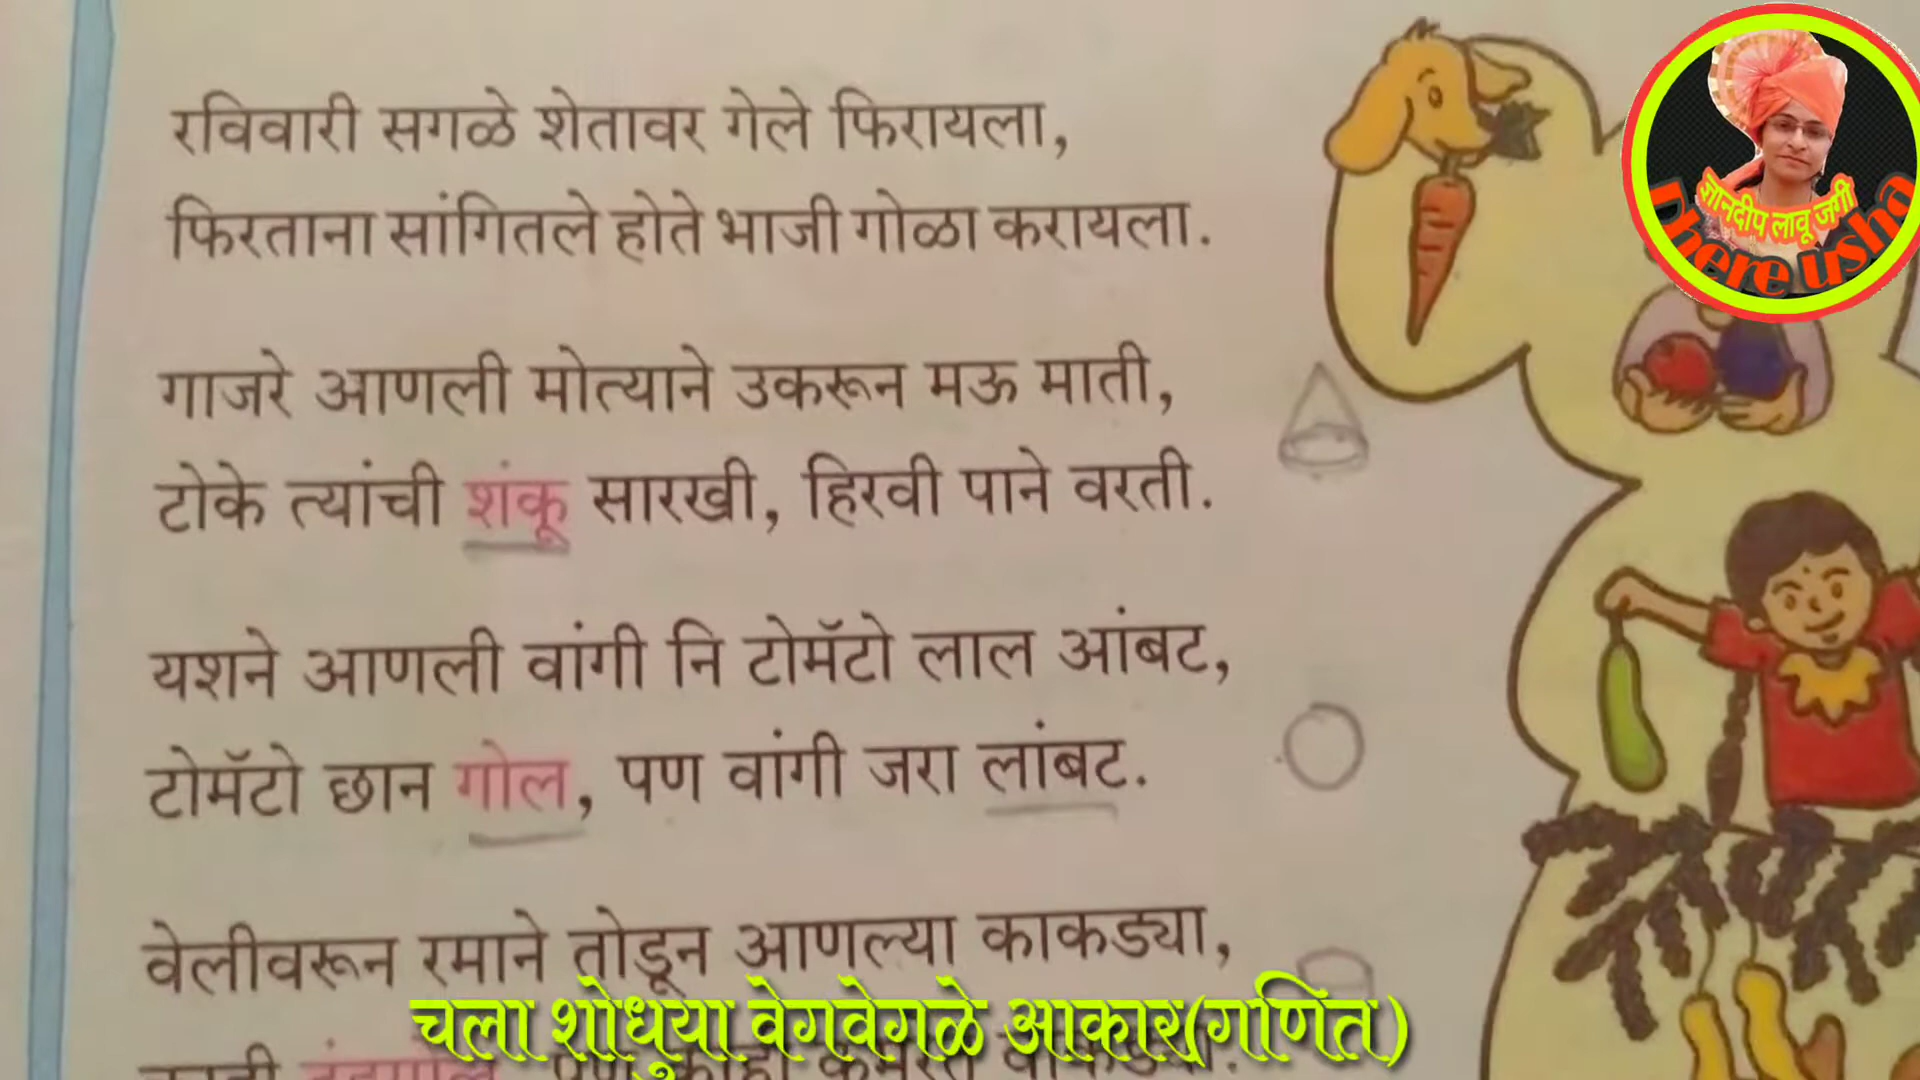 रविवारी सगळे शेतावर गेले फिरायला,
फिरताना सांगितले होते भाजी गोळा करायला.
गाजरे आणली मोत्याने उकरून मऊ माती,
टोके त्यांची शंकू सारखी, हिरवी पाने वरती.
यशने आणली वांगी नि टोमॅटो लाल आंबट,
टोमॅटो छान गोल, पण वांगी जरा लांबट.
वेलीवरून रमाने तोडून आणल्या काकड्या,
चला शोधुया वेगवेगळे आकार(गणित)
ज्ञानदीप लावू जगी
Dhere usha